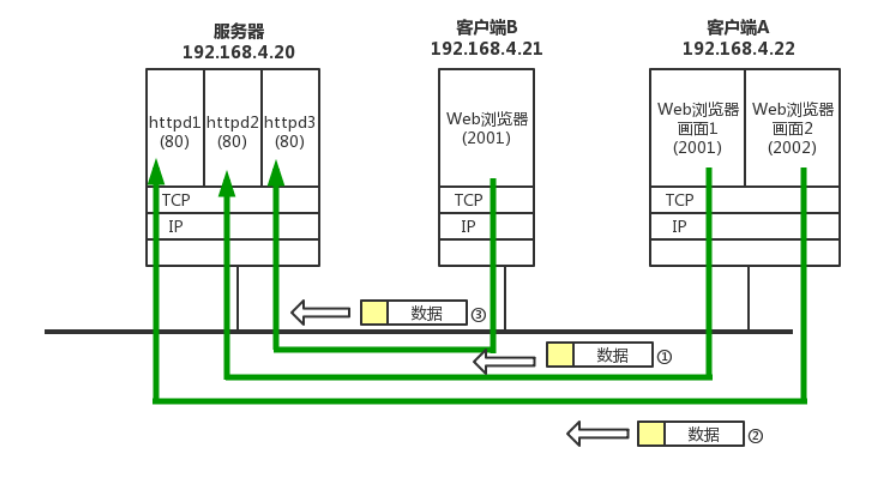 服务器
192.168.4.20
客户端B
192.168.4.21
客户端A
192.168.4.22
httpd1
(80)
httpd2
(80)
httpd3
(80)
TCP
IP
Web浏览器
(2001)
TCP
IP
Web浏览器
画面1
(2001)
Web浏览器
画面2
(2002)
TCP
IP
数据 ③
数据 ①
数据 ②